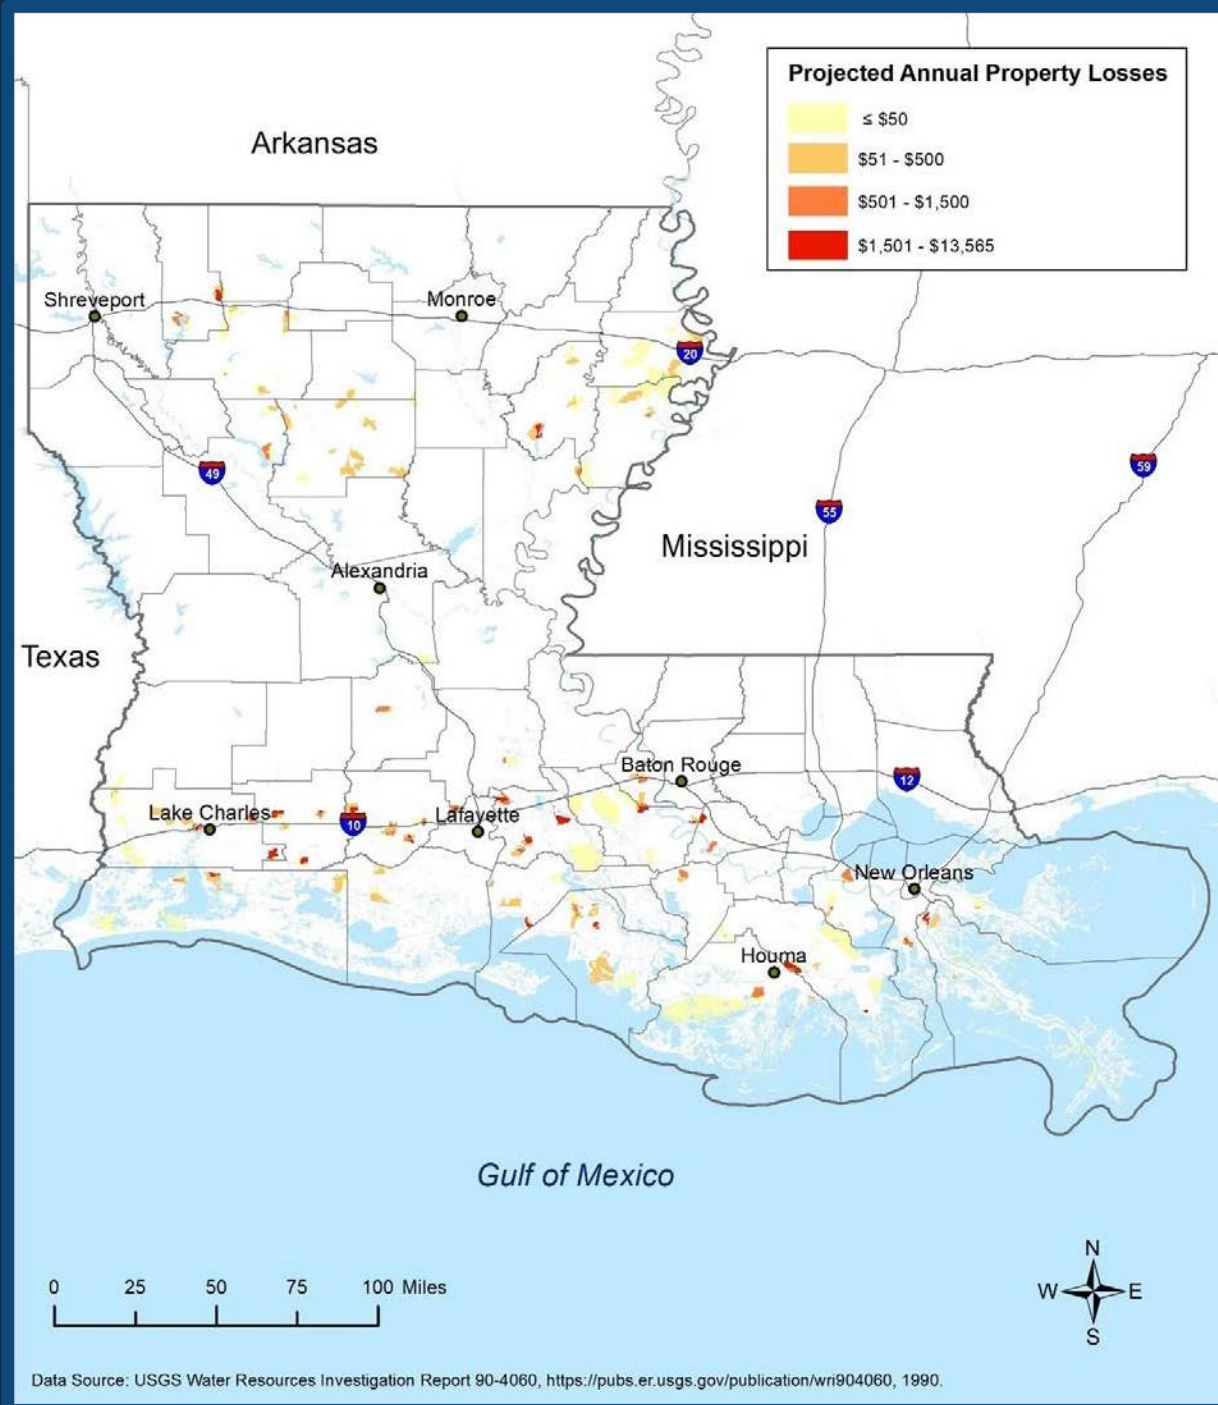 Projected Annual Property Losses
≤ $50
$51 - $500
$501 - $1,500
$1,501 - $13,565
Arkansas
Shreveport
Monroe
20
49
59
55
Mississippi
Alexandria
Texas
Baton Rouge
12
Lake Charles
10
Lafayette
New Orleans
Houma
Gulf of Mexico
N
W E
S
0 25 50 75 100 Miles
Data Source: USGS Water Resources Investigation Report 90-4060, https://pubs.er.usgs.gov/publication/wri904060, 1990.